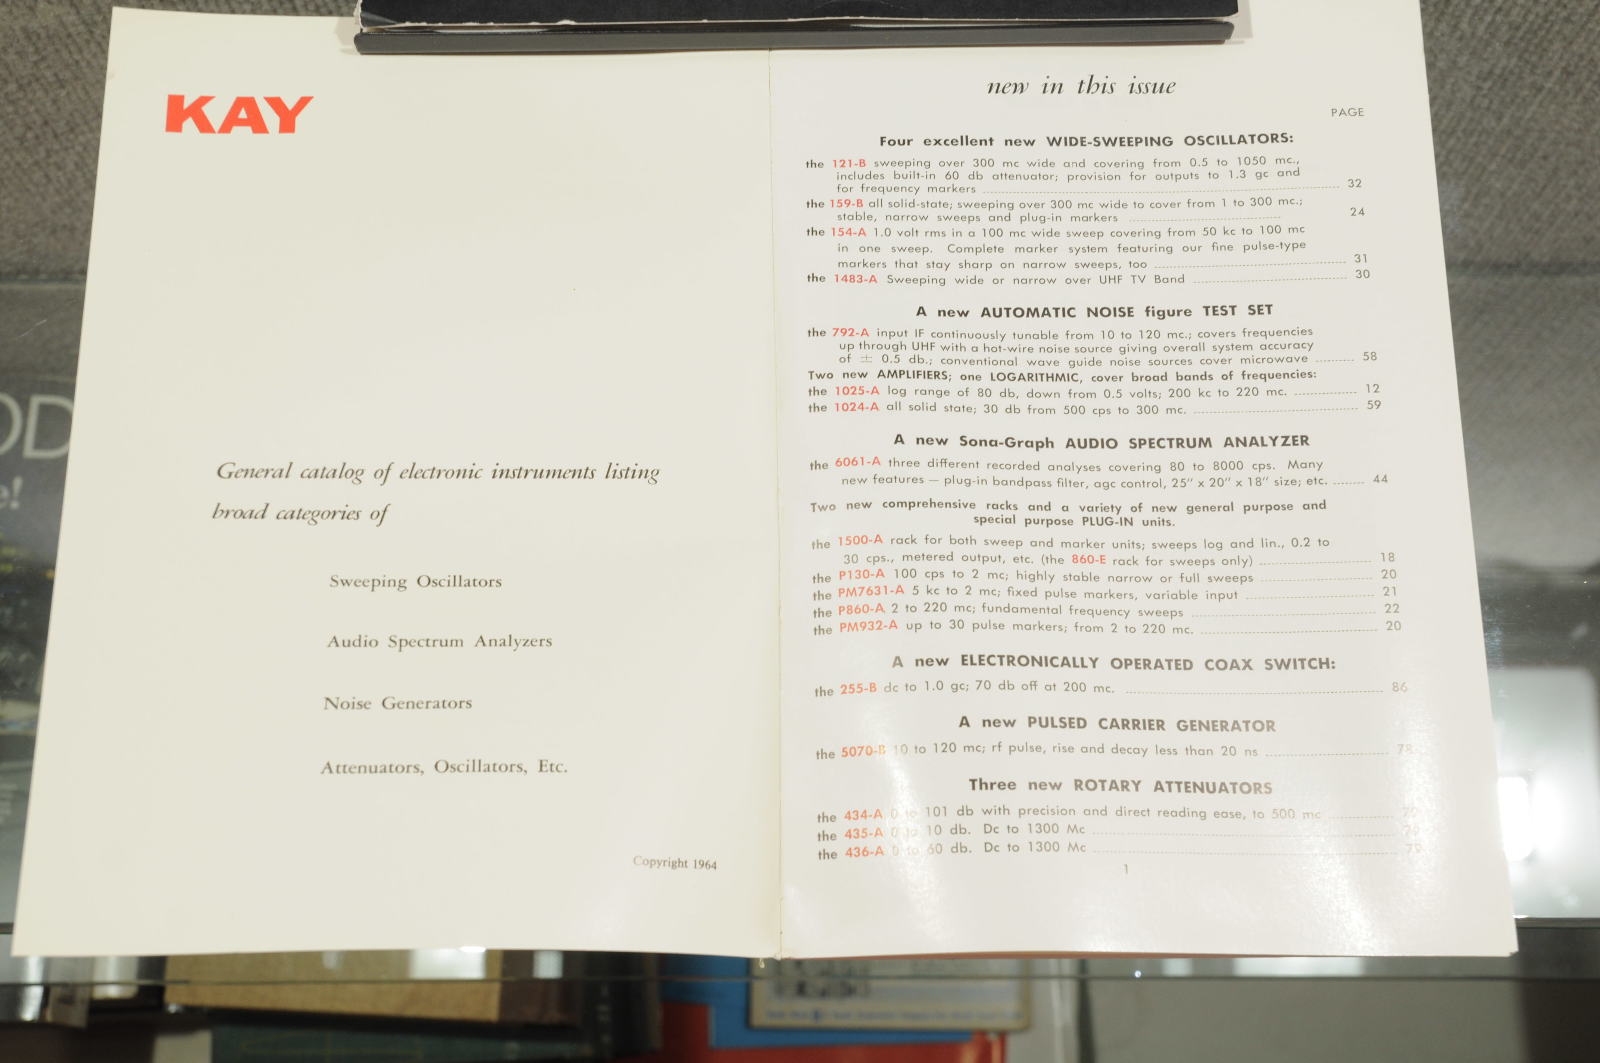 KAY
General catalog of electronic instruments listing
broad categories of
Sweeping Oscillators
Audio Spectrum Analyzers
Noise Generators
Attenuators, Oscillators, Etc.
Copyright 1964
new in this issue
PAGE
Four excellent new WIDE-SWEEPING OSCILLATORS:
the 121-B sweeping over 300 mc wide and covering from 0.5 to 1050 mc.,
includes built-in 60 db attenuator; provision for outputs to 1.3 gc and
for frequency markers 32
the 159-B all solid-state; sweeping over 300 mc wide to cover from 1 to 300 mc.;
stable, narrow sweeps and plug-in markers 24
the 154-A 1.0 volt rms in a 100 mc wide sweep covering from 50 kc to 100 mc
in one sweep. Complete marker system featuring our fine pulse-type
markers that stay sharp on narrow sweeps, too 31
the 1483-A Sweeping wide or narrow over UHF TV Band 30
A new AUTOMATIC NOISE figure TEST SET
the 792-A input IF continuously tunable from 10 to 120 mc.; covers frequencies
up through UHF with a hot-wire noise source giving overall system accuracy
of ± 0.5 db.; conventional wave guide noise sources cover microwave 58
Two new AMPLIFIERS; one LOGARITHMIC, cover broad bands of frequencies:
the 1025-A log range of 80 db, down from 0.5 volts; 200 kc to 220 mc. 12
the 1024-A all solid state; 30 db from 500 cps to 300 mc. 59
A new Sona-Graph AUDIO SPECTRUM ANALYZER
the 6061-A three different recorded analyses covering 80 to 8000 cps. Many
new features — plug-in bandpass filter, agc control, 25" x 20" x 18" size; etc. 44
Two new comprehensive racks and a variety of new general purpose and
special purpose PLUG-IN units.
the 1500-A rack for both sweep and marker units; sweeps log and lin., 0.2 to
30 cps., metered output, etc. (the 860-E rack for sweeps only) 18
the P130-A 100 cps to 2 mc; highly stable narrow or full sweeps 20
the PM7631-A 5 kc to 2 mc; fixed pulse markers, variable input 21
the P860-A 2 to 220 mc; fundamental frequency sweeps 22
the PM932-A up to 30 pulse markers; from 2 to 220 mc. 20
A new ELECTRONICALLY OPERATED COAX SWITCH:
the 255-B dc to 1.0 gc; 70 db off at 200 mc. 86
A new PULSED CARRIER GENERATOR
the 5070-B 10 to 120 mc; rf pulse, rise and decay less than 20 ns 78
Three new ROTARY ATTENUATORS
the 434-A 0 to 101 db with precision and direct reading ease, to 500 mc
the 435-A 0 to 10 db. Dc to 1300 Mc
the 436-A 0 to 60 db. Dc to 1300 Mc
1